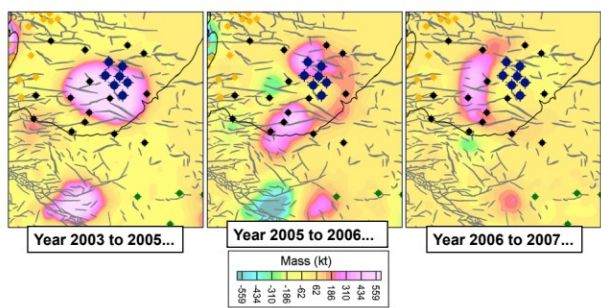 Year 2003 to 2005...
Year 2005 to 2006...
Year 2006 to 2007...
Mass (kt)
-559 -434 -310 -186 -62 62 186 310 434 559